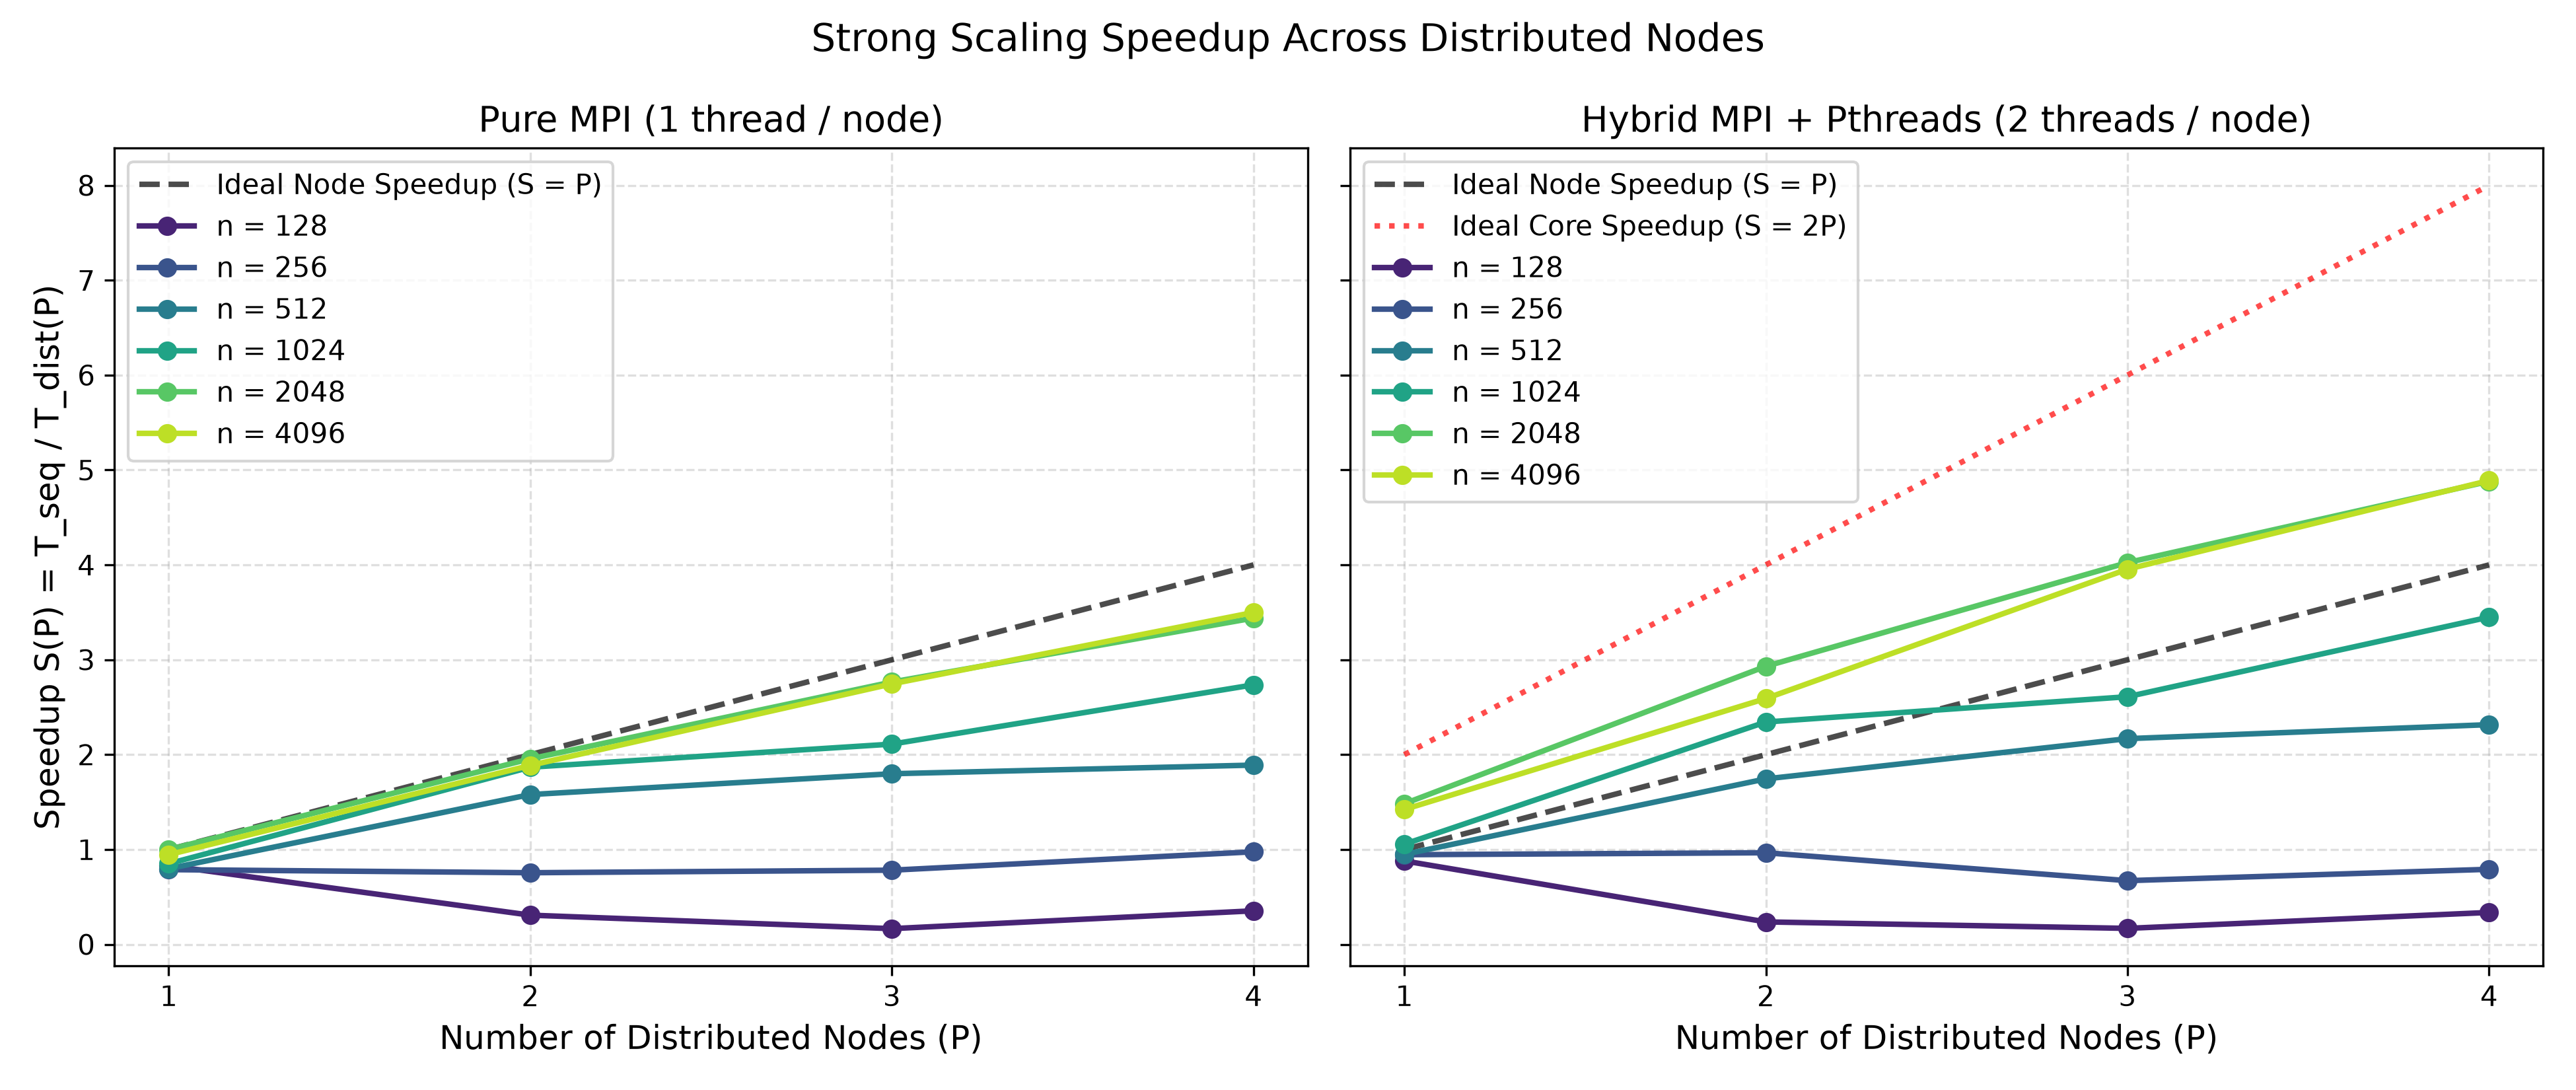 Strong Scaling Speedup Across Distributed Nodes
Pure MPI (1 thread / node)
Speedup S(P) = T_seq / T_dist(P)
8
7
6
5
4
3
2
1
0
Ideal Node Speedup (S = P)
n = 128
n = 256
n = 512
n = 1024
n = 2048
n = 4096
1 2 3 4
Number of Distributed Nodes (P)
Hybrid MPI + Pthreads (2 threads / node)
Ideal Node Speedup (S = P)
Ideal Core Speedup (S = 2P)
n = 128
n = 256
n = 512
n = 1024
n = 2048
n = 4096
1 2 3 4
Number of Distributed Nodes (P)